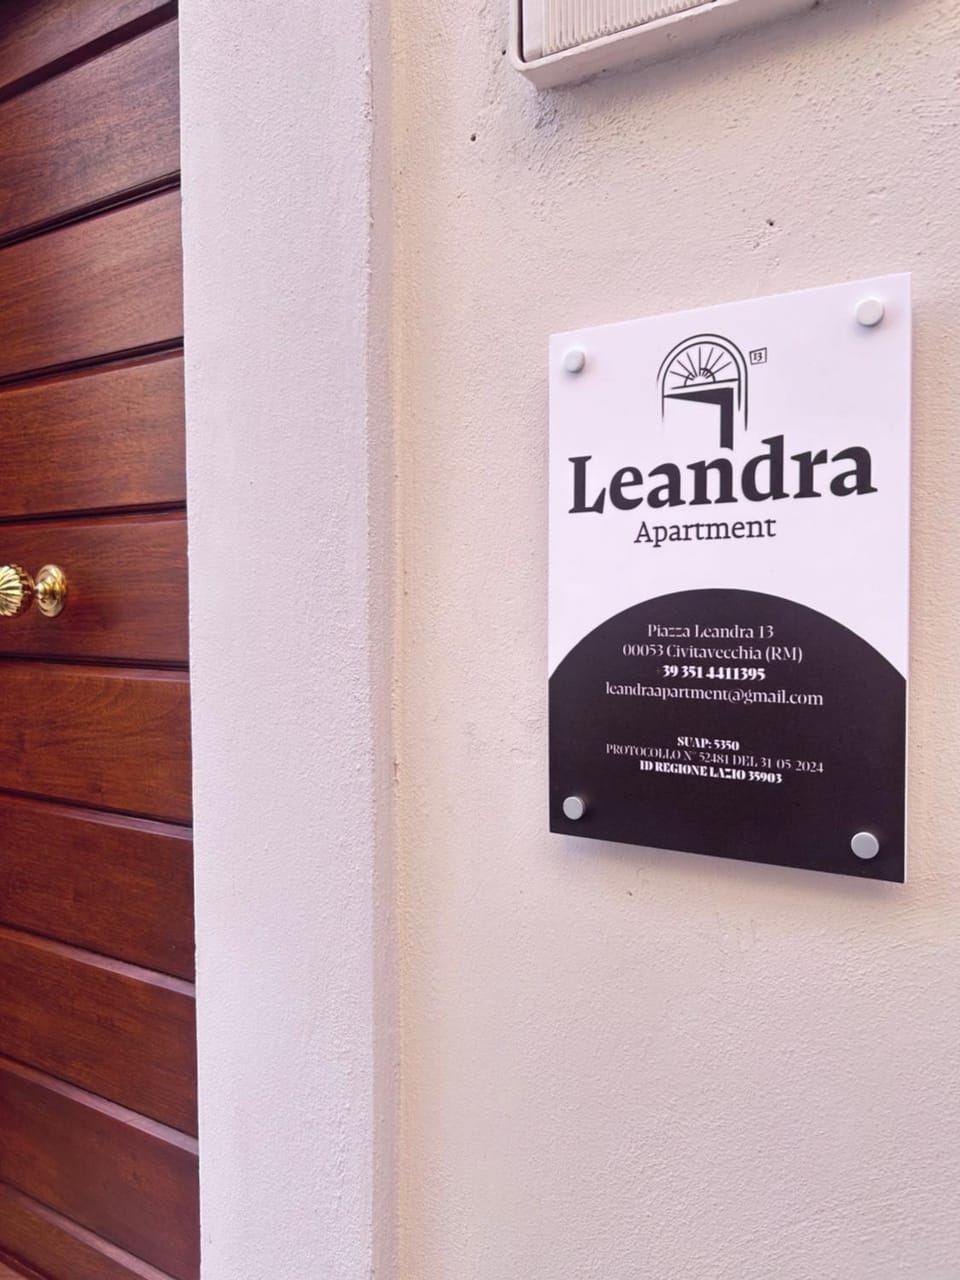 13
Leandra
Apartment
Piazza Leandra 13
00053 Civitavecchia (RM)
+39 351 4411395
leandraapartment@gmail.com
SUAP: 5350
PROTOCOLLO N° 52481 DEL 31/05/2024
ID REGIONE LAZIO 35903